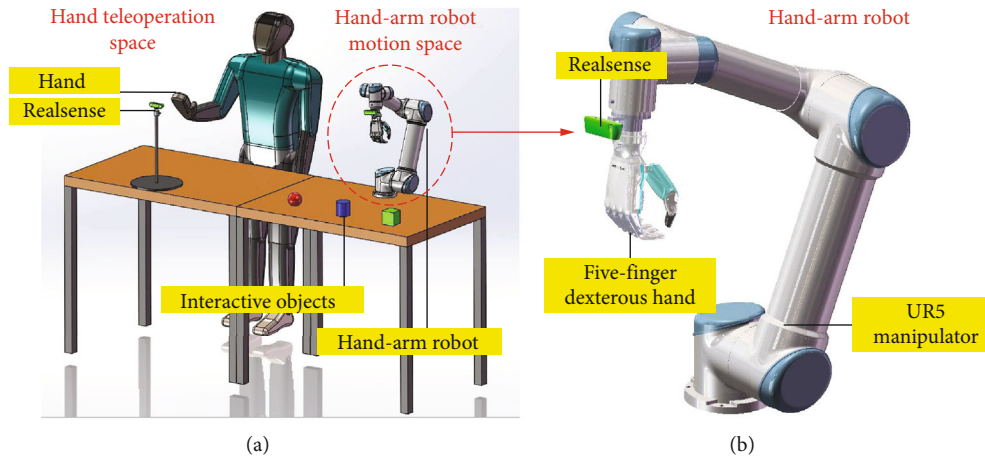 Hand teleoperation
space
Hand-arm robot
motion space
Hand
Realsense
Interactive objects
Hand-arm robot
(a)
Hand-arm robot
Realsense
Five-finger
dexterous hand
UR5
manipulator
(b)